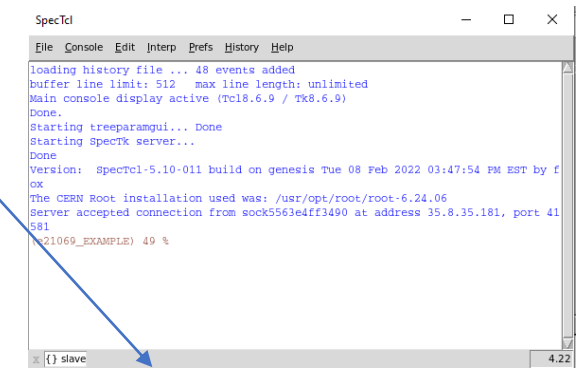 SpecTcl
File Console Edit Interp Prefs History Help
loading history file ... 48 events added
buffer line limit: 512   max line length: unlimited
Main console display active (Tcl8.6.9 / Tk8.6.9)
Done.
Starting treeparamgui... Done
Starting SpecTk server...
Done
Version:  SpecTcl-5.10-011 build on genesis Tue 08 Feb 2022 03:47:54 PM EST by f
ox
The CERN Root installation used was: /usr/opt/root/root-6.24.06
Server accepted connection from sock5563e4ff3490 at address 35.8.35.181, port 41
581
(e21069_EXAMPLE) 49 %
x {} slave 4.22